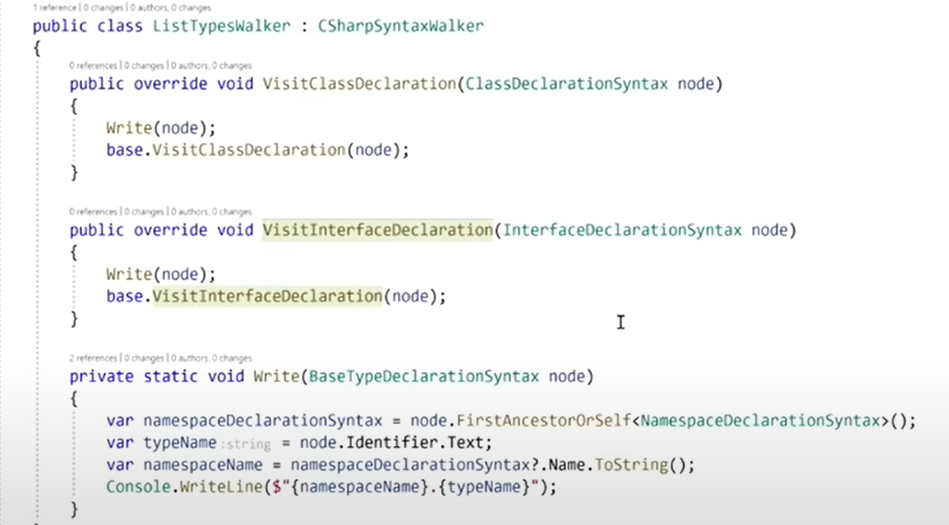 1 reference | 0 changes | 0 authors, 0 changes
public class ListTypesWalker : CSharpSyntaxWalker
{
0 references | 0 changes | 0 authors, 0 changes
public override void VisitClassDeclaration(ClassDeclarationSyntax node)
{
Write(node);
base.VisitClassDeclaration(node);
}
0 references | 0 changes | 0 authors, 0 changes
public override void VisitInterfaceDeclaration(InterfaceDeclarationSyntax node)
{
Write(node);
base.VisitInterfaceDeclaration(node);
}
2 references | 0 changes | 0 authors, 0 changes
private static void Write(BaseTypeDeclarationSyntax node)
{
var namespaceDeclarationSyntax = node.FirstAncestorOrSelf<NamespaceDeclarationSyntax>();
var typeName:string = node.Identifier.Text;
var namespaceName = namespaceDeclarationSyntax?.Name.ToString();
Console.WriteLine($"{namespaceName}.{typeName}");
}